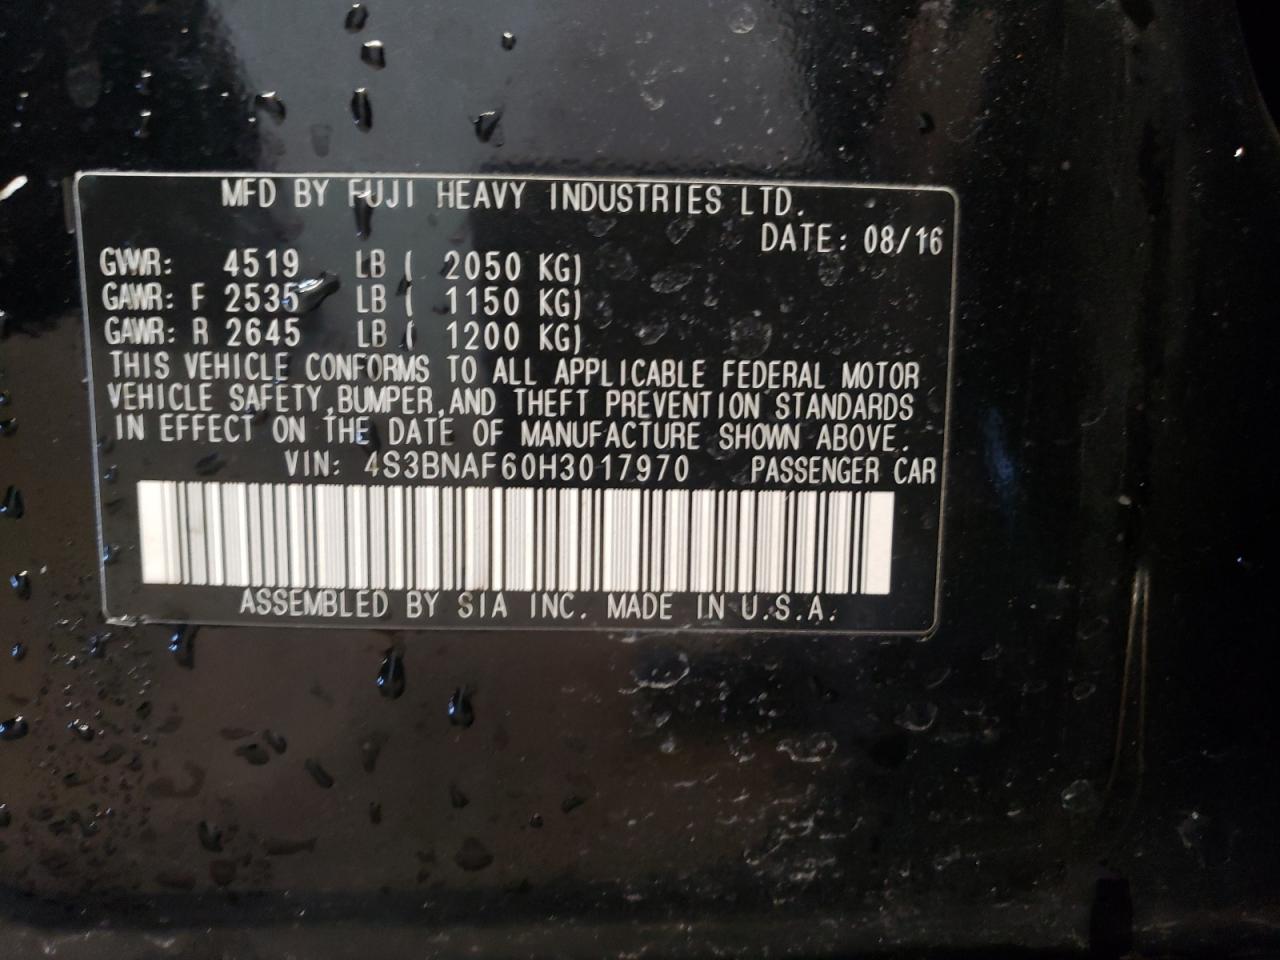 MFD BY FUJI HEAVY INDUSTRIES LTD.
DATE: 08/16
GVWR: 4519 LB ( 2050 KG)
GAWR: F 2535 LB ( 1150 KG)
GAWR: R 2645 LB ( 1200 KG)
THIS VEHICLE CONFORMS TO ALL APPLICABLE FEDERAL MOTOR
VEHICLE SAFETY,BUMPER,AND THEFT PREVENTION STANDARDS
IN EFFECT ON THE DATE OF MANUFACTURE SHOWN ABOVE.
VIN: 4S3BNAF60H3017970 PASSENGER CAR
ASSEMBLED BY SIA INC. MADE IN U.S.A.